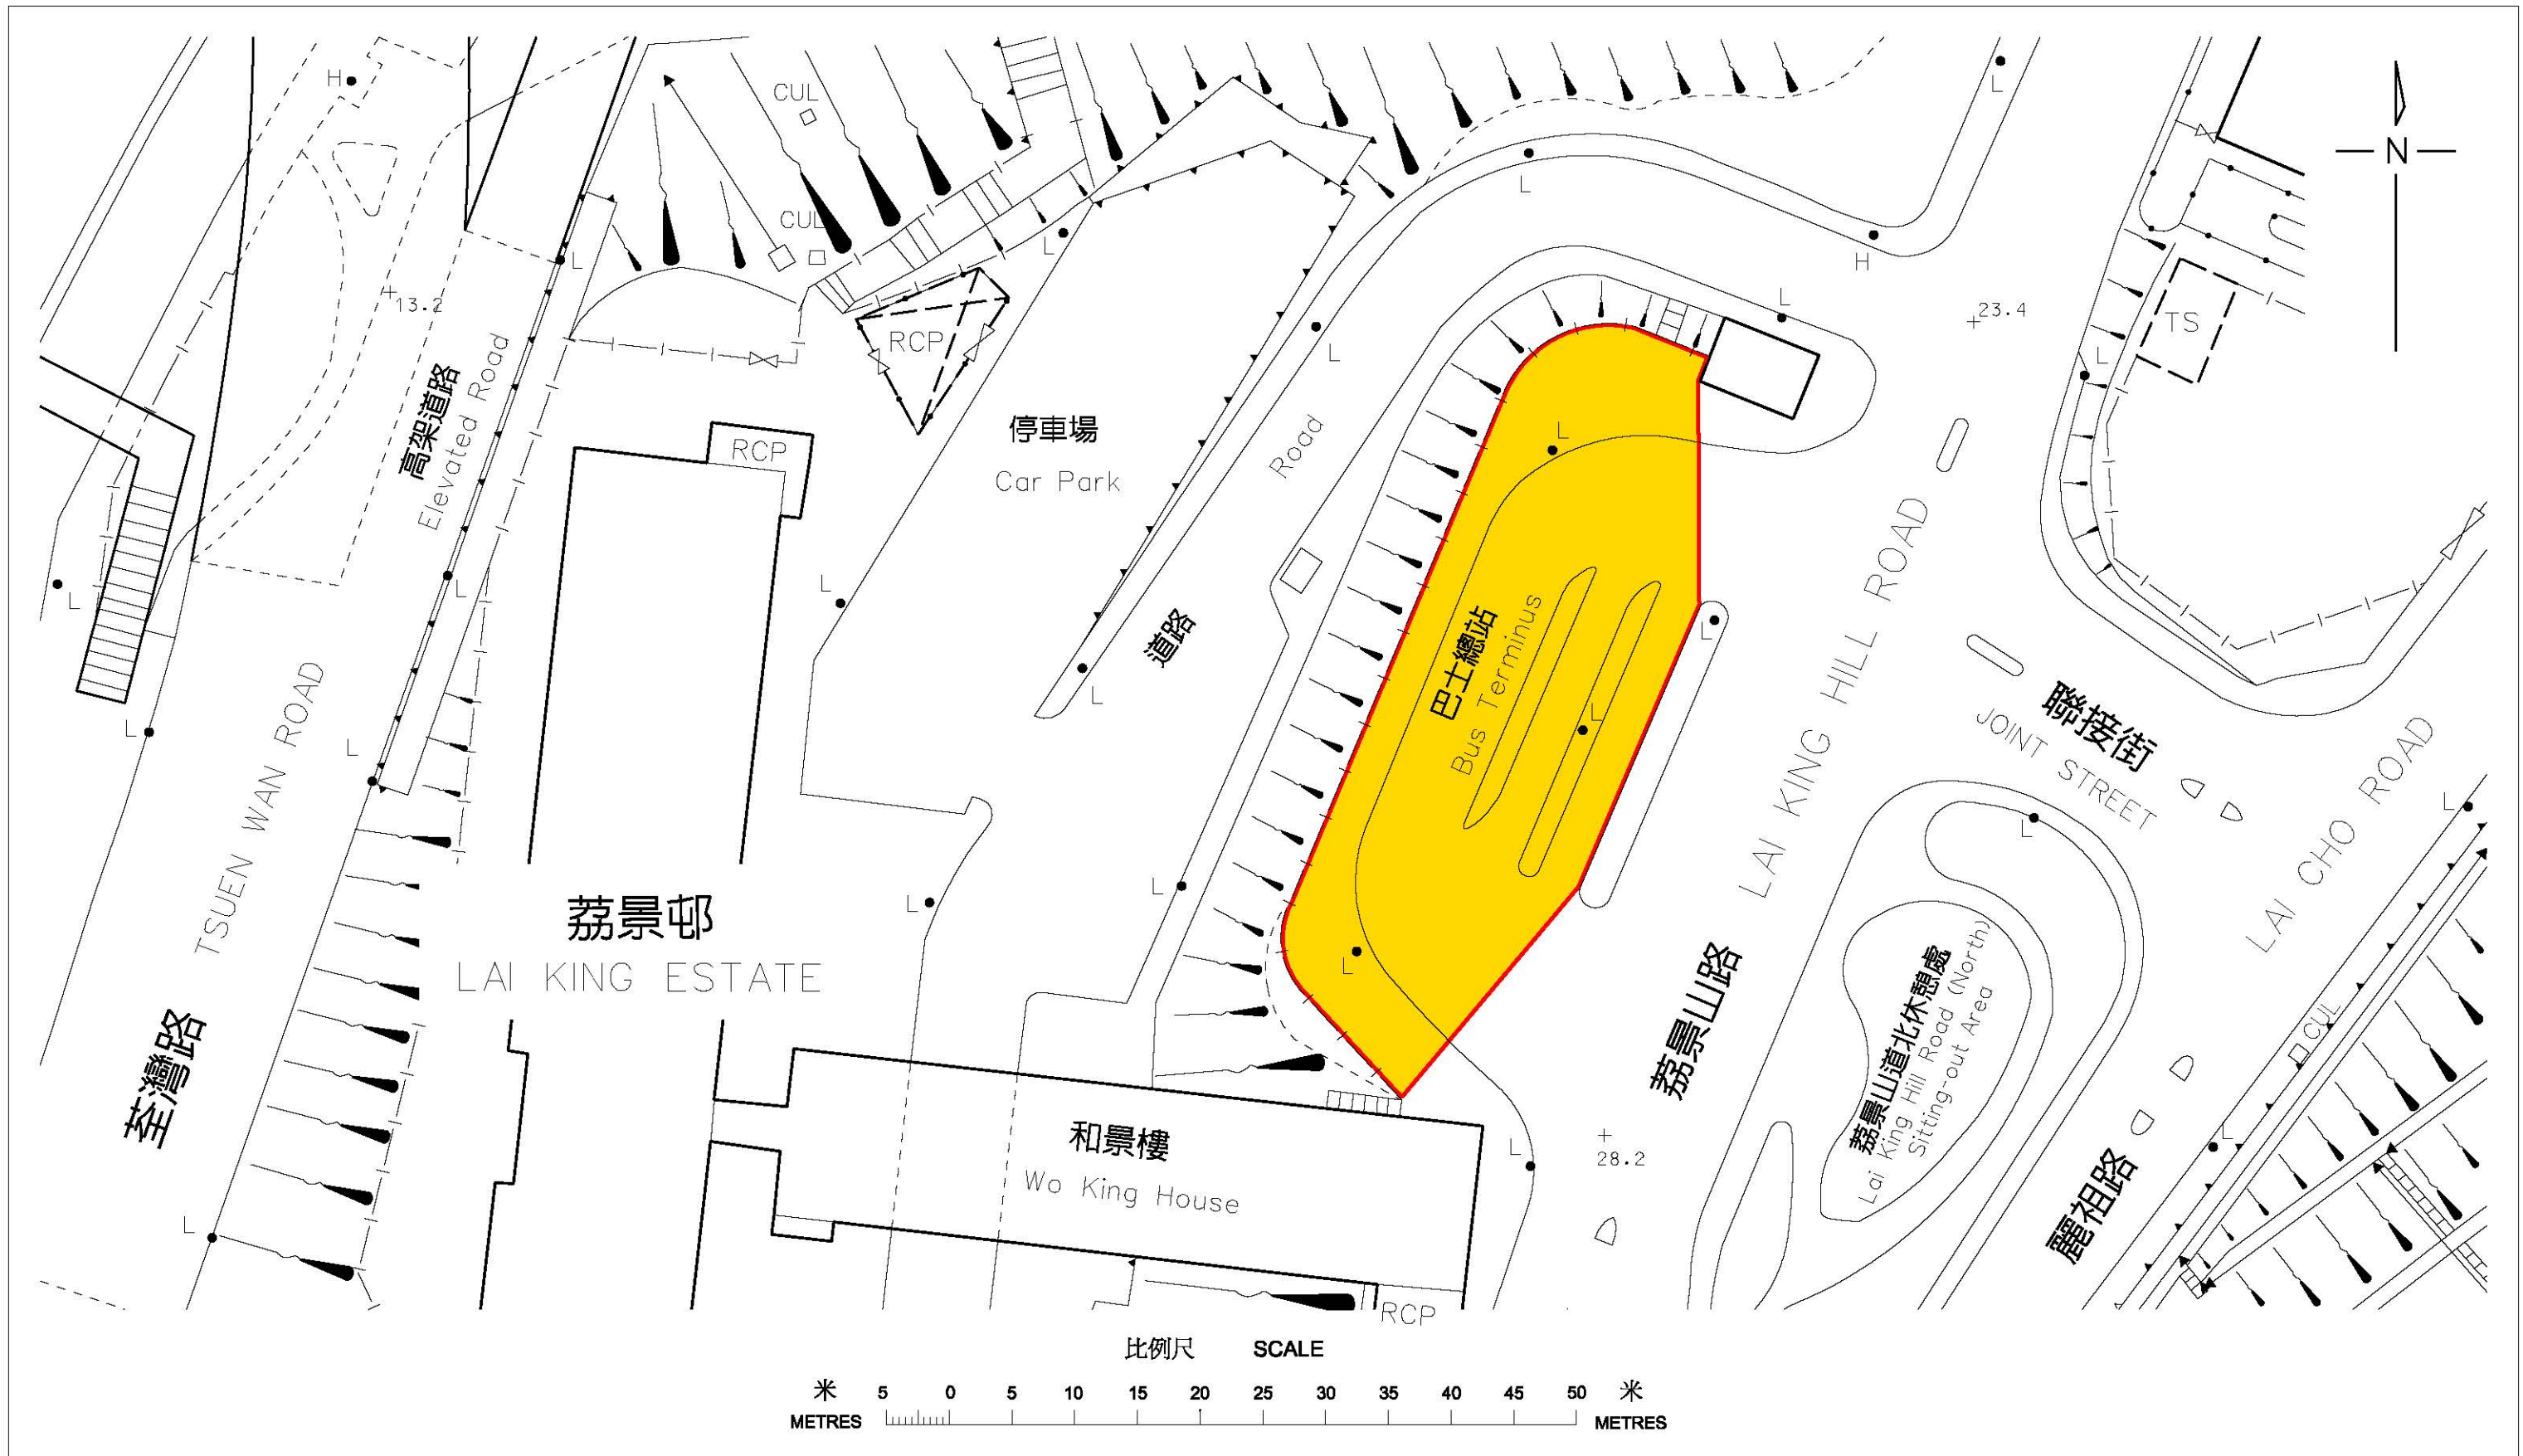 H
CUL
CUL
L
L
L
H
L
N
13.2
23.4
TS
L
L
L
RCP
高架道路
Elevated Road
停車場
Car Park
RCP
Road
L
道路
L
L
L
L
L
巴士總站
Bus Terminus
L
L
LAI KING HILL ROAD
聯接街
JOINT STREET
L
L
TSUEN WAN ROAD
L
L
LAI CHO ROAD
L
荔景邨
LAI KING ESTATE
L
L
L
荔景山路
荔景山道北休憩處
Lai King Hill Road (North)
Sitting-out Area
CUL
荃灣路
和景樓
Wo King House
L
28.2
L
麗祖路
L
RCP
比例尺 SCALE
米 5 0 5 10 15 20 25 30 35 40 45 50 米
METRES METRES